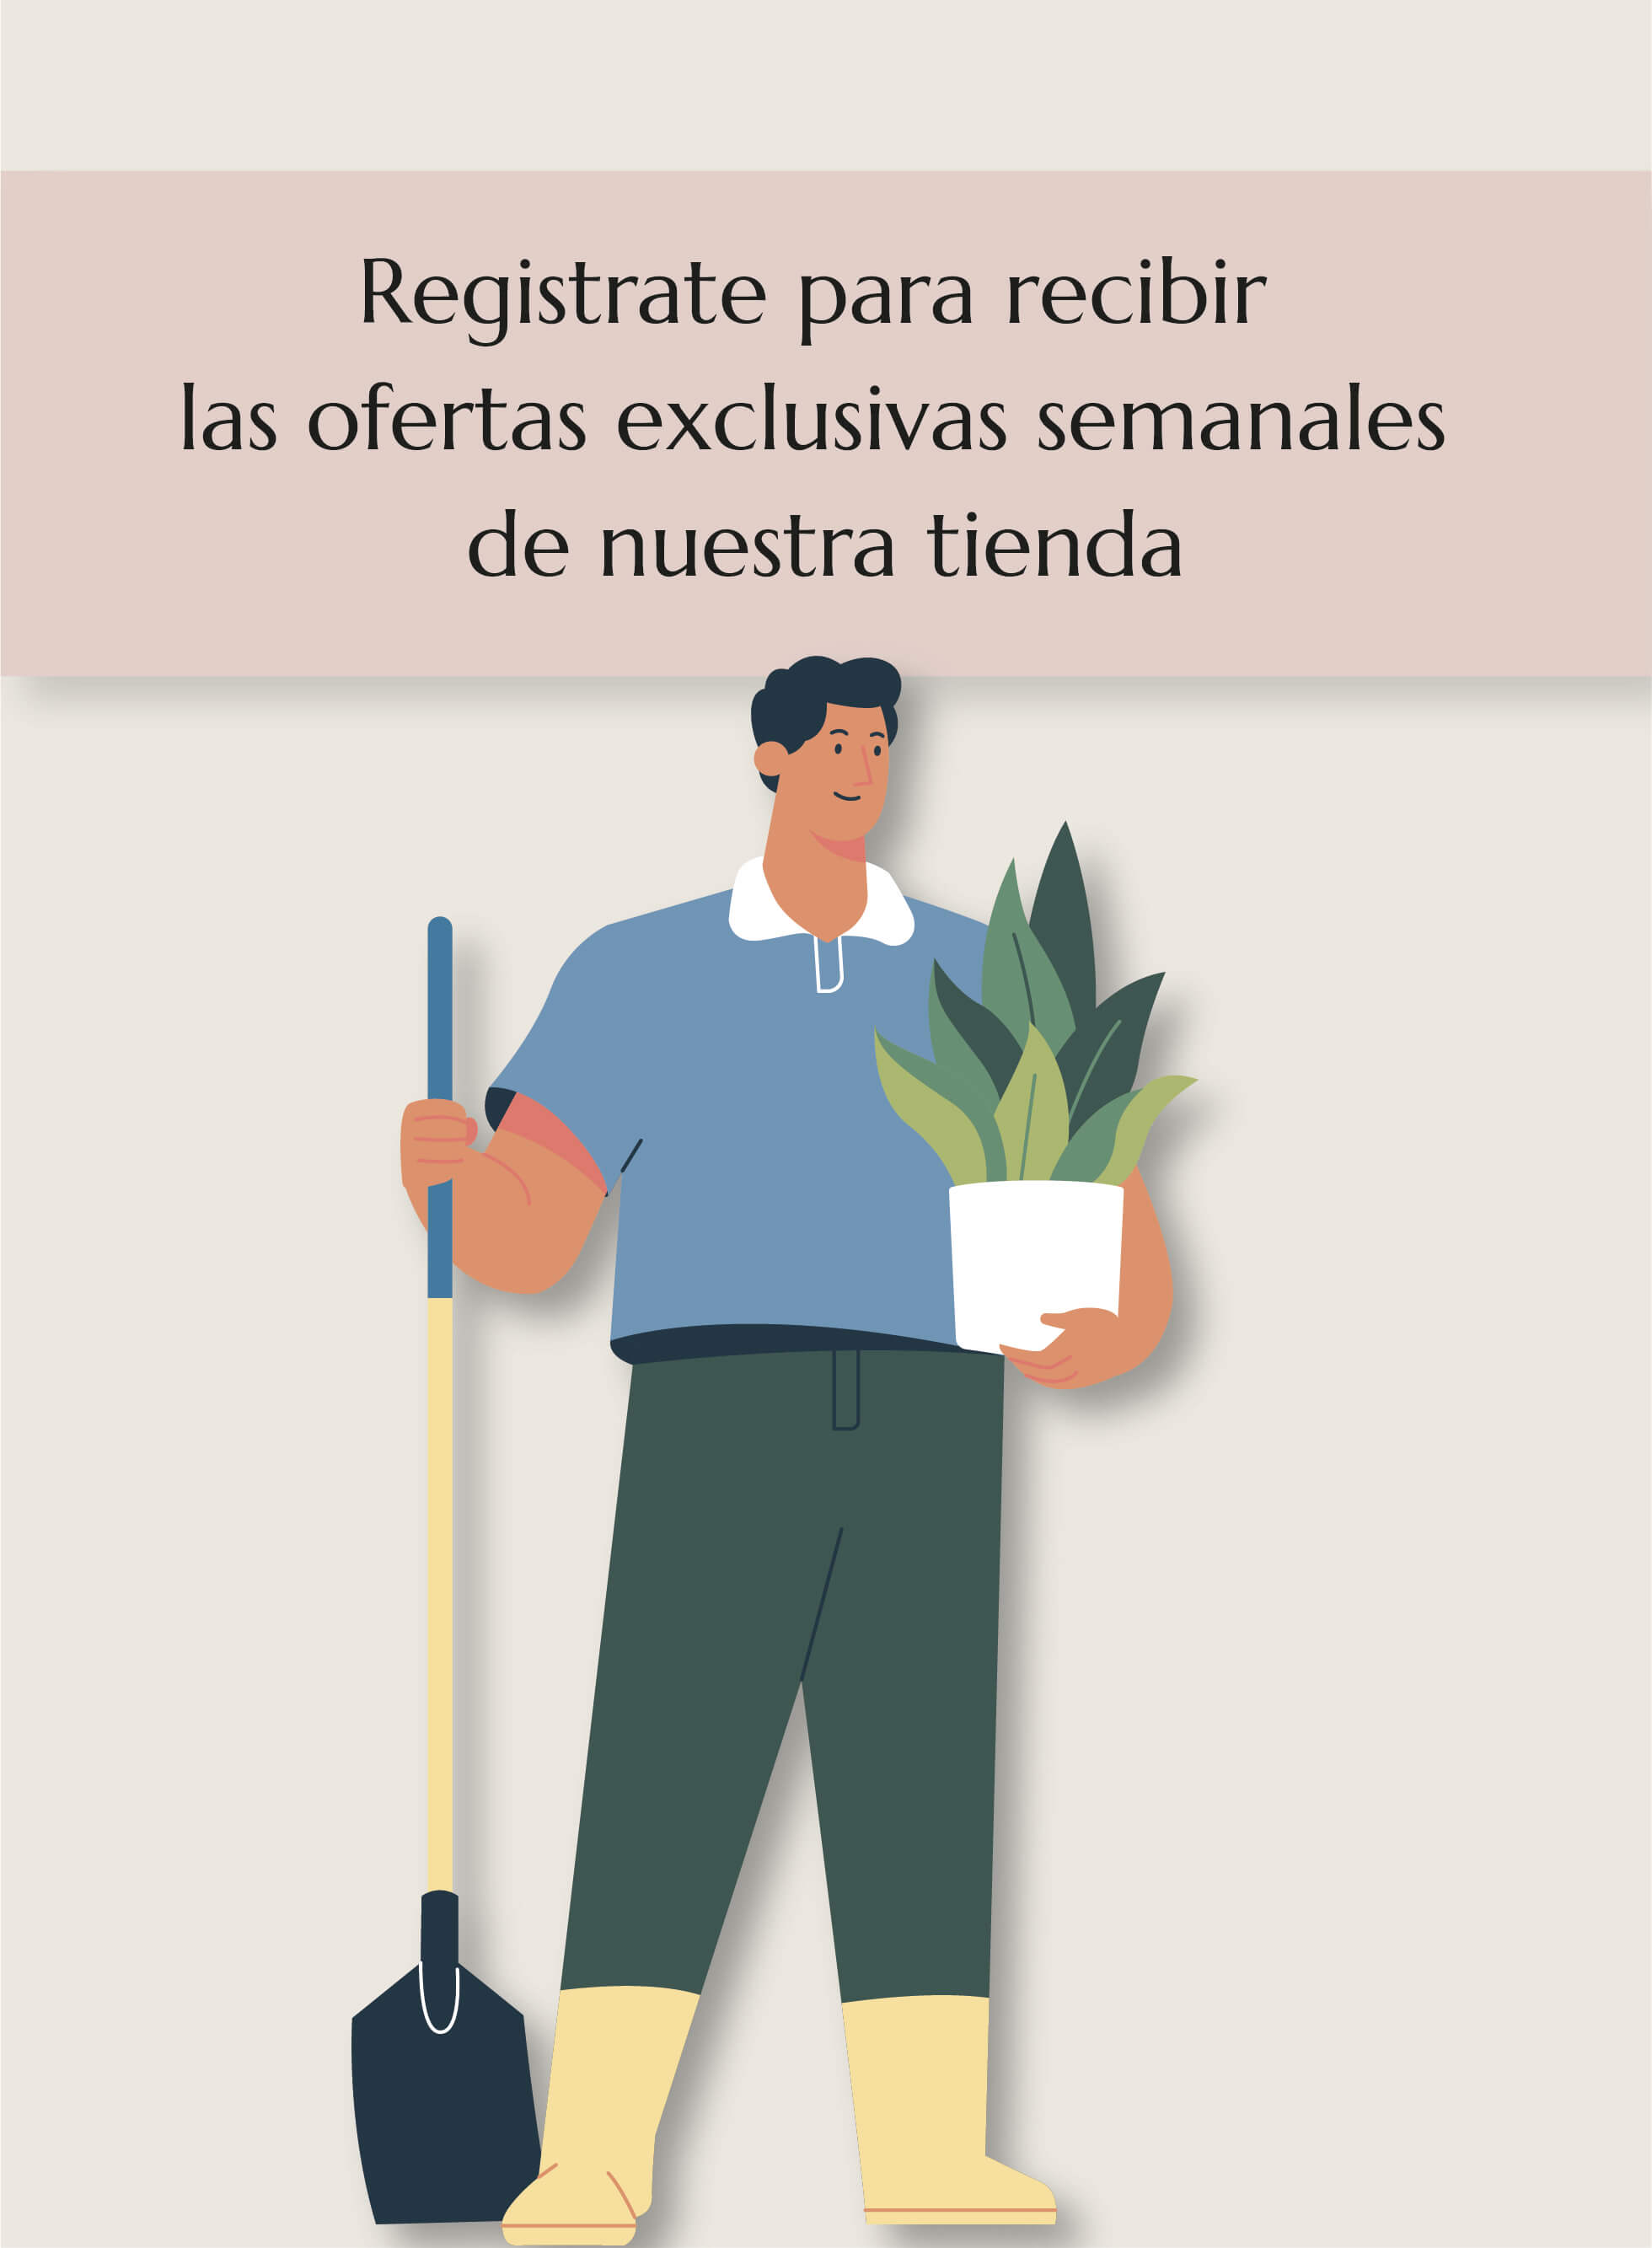 Registrate para recibir
las ofertas exclusivas semanales
de nuestra tienda